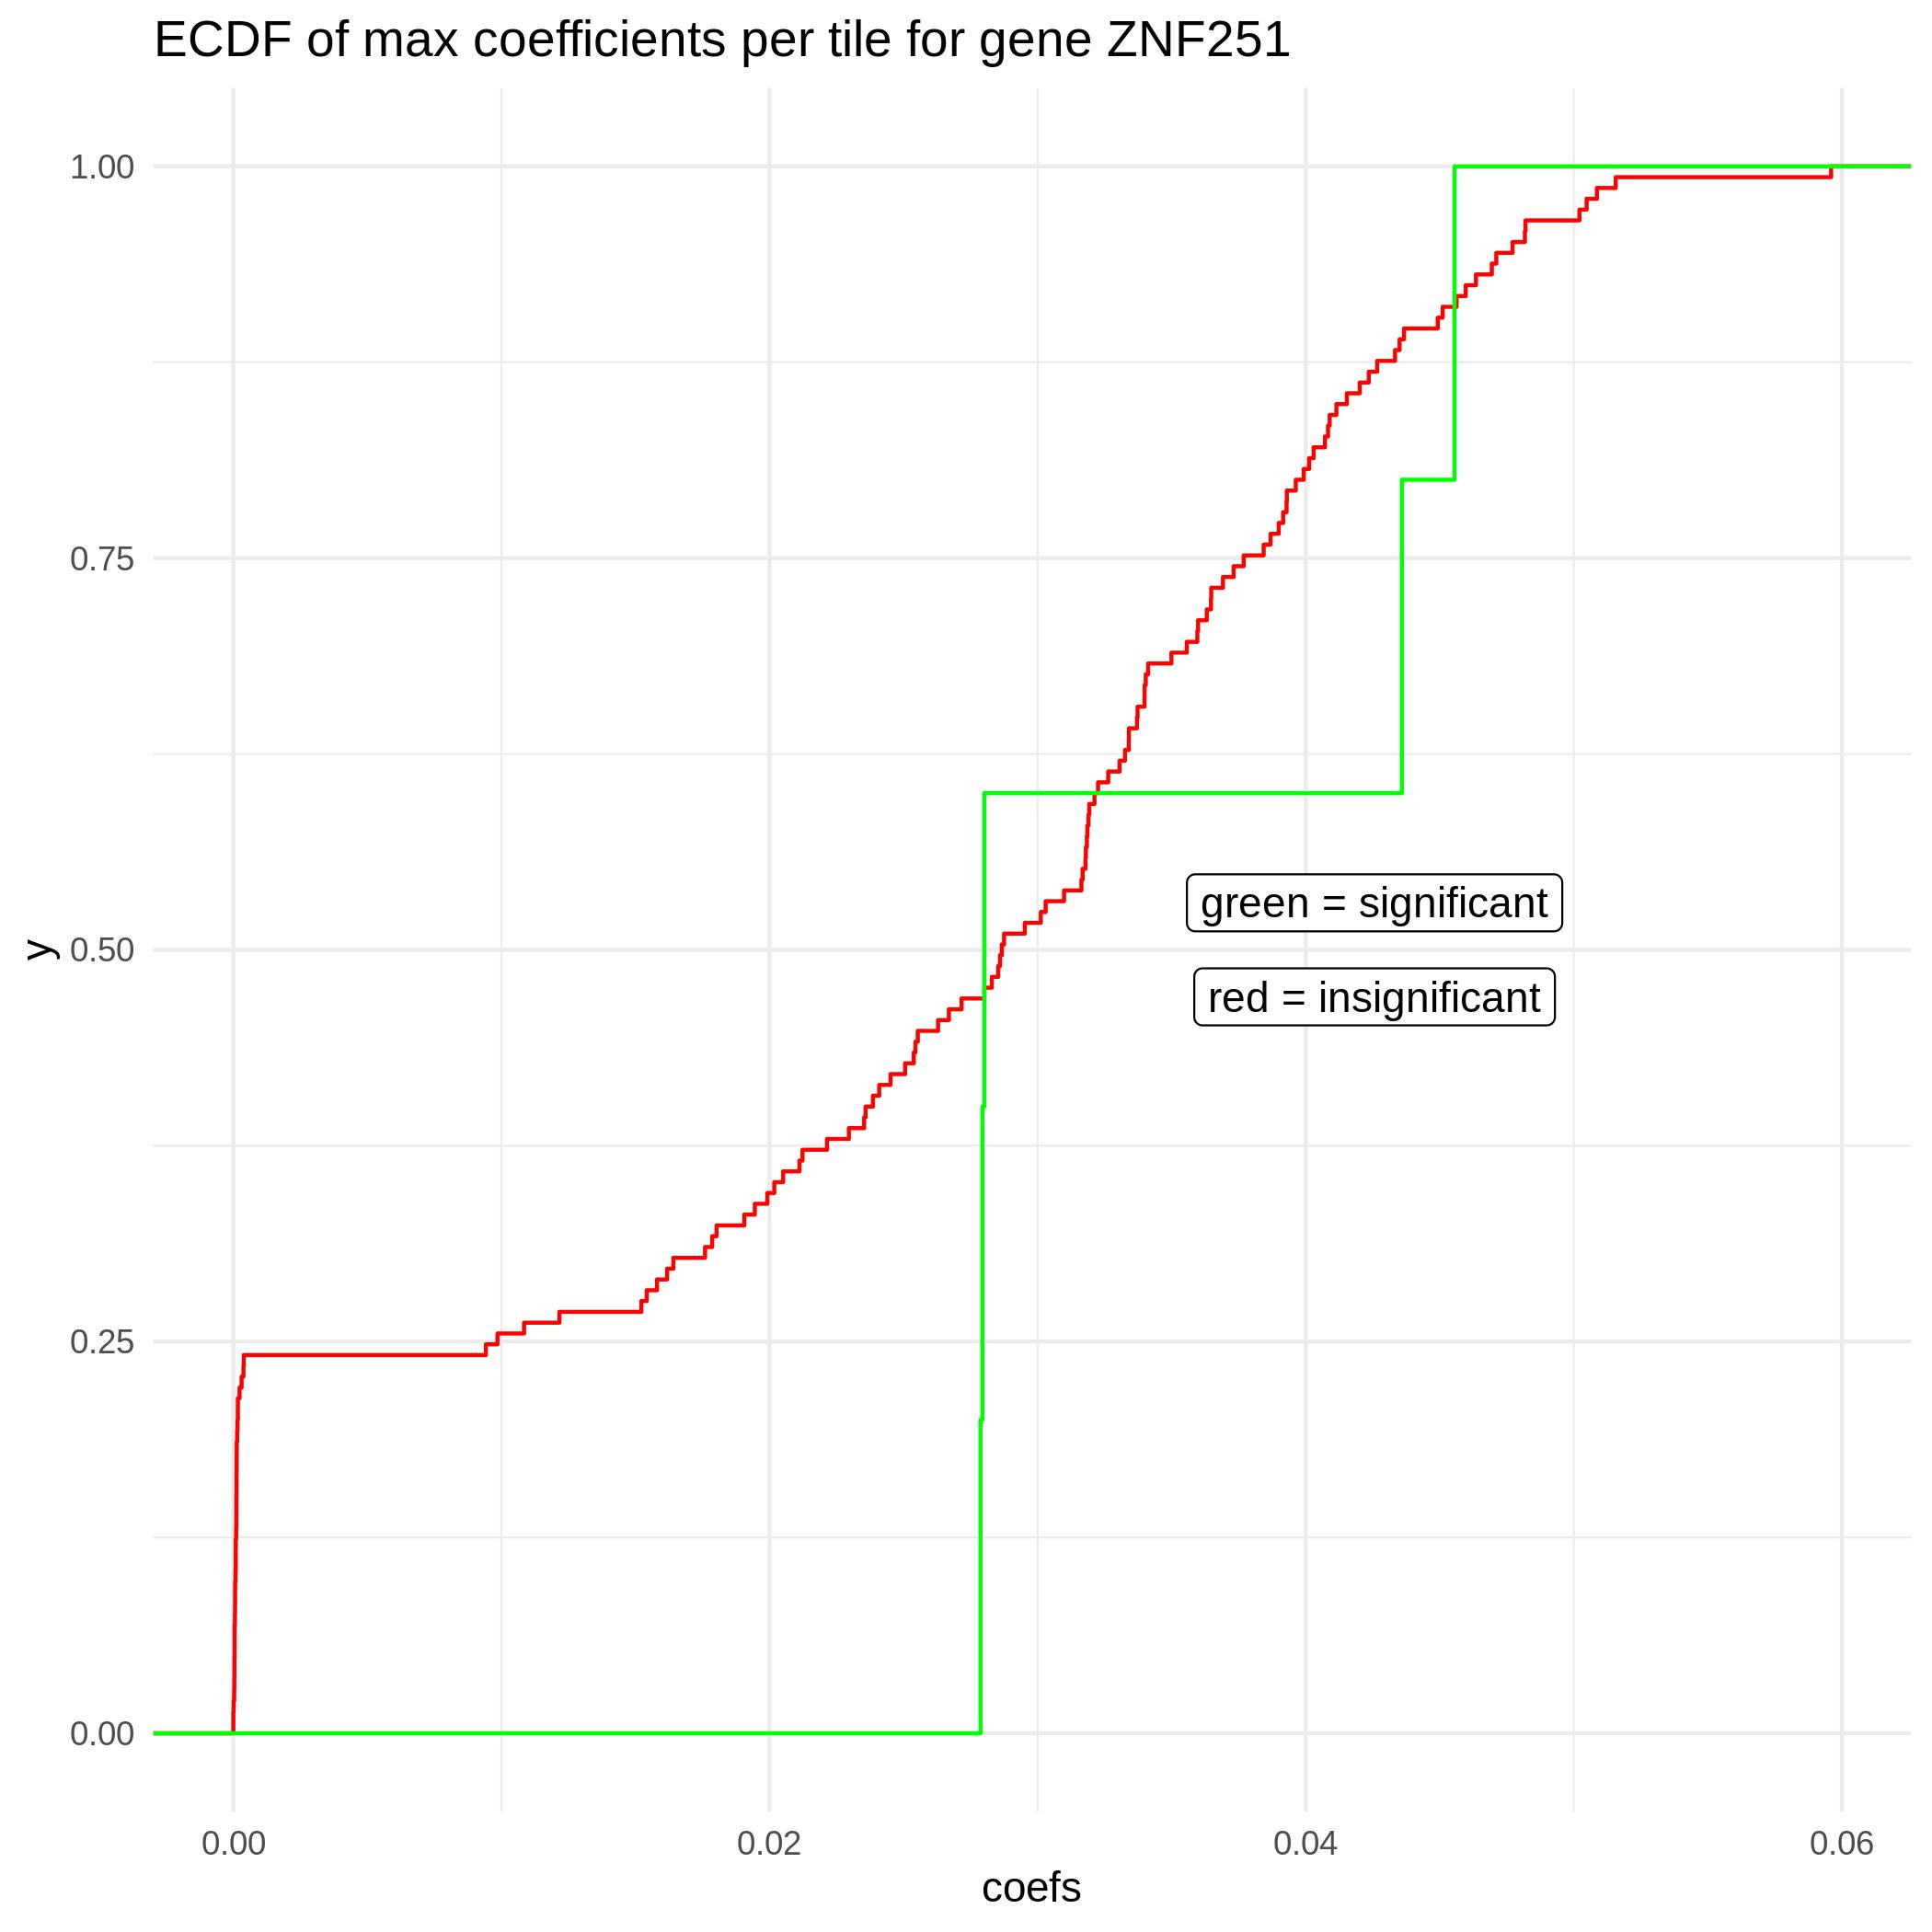 ECDF of max coefficients per tile for gene ZNF251
1.00
0.75
0.50
0.25
0.00
y
green = significant
red = insignificant
0.00 0.02 0.04 0.06
coefs